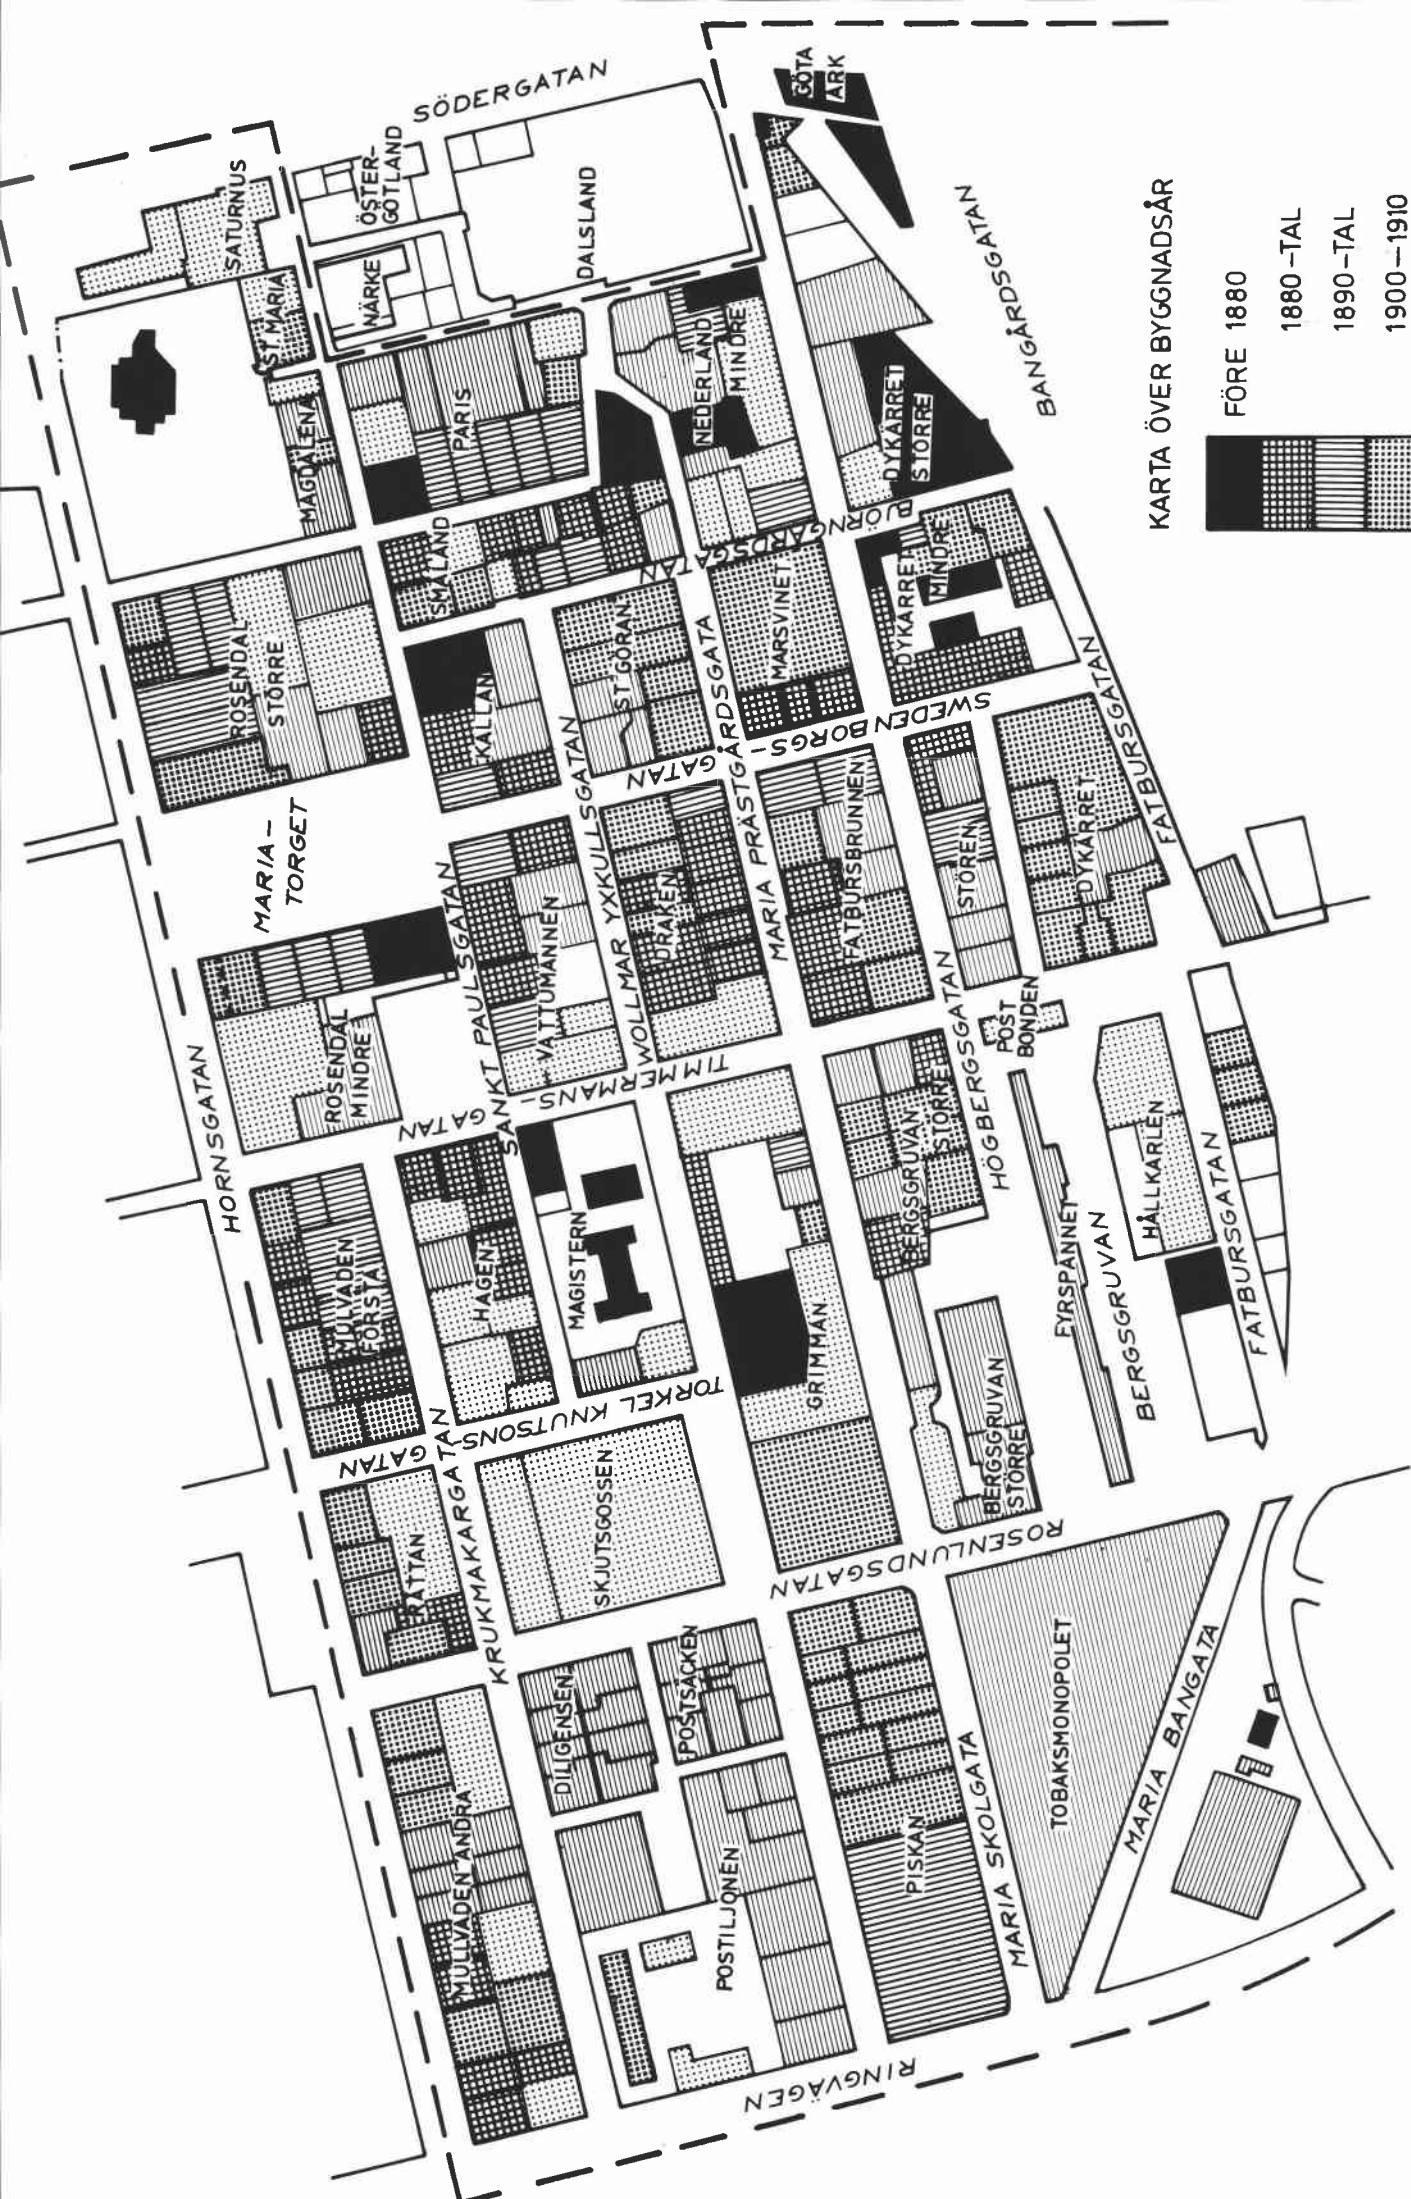 SÖDERGATAN
SATURNUS
ÖSTER-
GÖTLAND
ST MARIA
NÄRKE
DALSLAND
GÖTA
ARK
MAGDALENA
PARIS
NEDERLAND
MINDRE
DYKÄRRET
STÖRRE
BANGÅRDSGATAN
ROSENDAL
STÖRRE
SMÅLAND
BJÖRNGÅRDSGATAN
KÄLLAN
ST GÖRAN
MARSVINET
DYKÄRRET
MINDRE
MARIA-
TORGET
SWEDENBORGS-
GATAN
FATBURSGATAN
HORNSGATAN
ROSENDAL
MINDRE
SANKT PAULSGATAN
VATTUMANNEN
WOLLMAR YXKULLSGATAN
DRAKEN
MARIA PRÄSTGÅRDSGATA
FATBURSBRUNNEN
STÖREN
DYKÄRRET
HÖGBERGSGATAN
POST
BONDEN
TIMMERMANS-
GATAN
MULLVADEN
FÖRSTA
HAGEN
MAGISTERN
GRIMMAN
BERGSGRUVAN
STÖRRE
FYRSPANNET
BERGSGRUVAN
HÅLLKARLEN
FATBURSGATAN
TORKEL KNUTSONS-
GATAN
BERGSGRUVAN
STÖRRE
KRUKMAKARGATAN
RATTAN
SKJUTSGOSSEN
ROSENLUNDSGATAN
MULLVADEN ANDRA
DILIGENSEN
POSTSÄCKEN
POSTILJONEN
PISKAN
MARIA SKOLGATA
TOBAKSMONOPOLET
MARIA BANGATA
RINGVÄGEN
KARTA ÖVER BYGGNADSÅR
FÖRE 1880
1880-TAL
1890-TAL
1900-1910